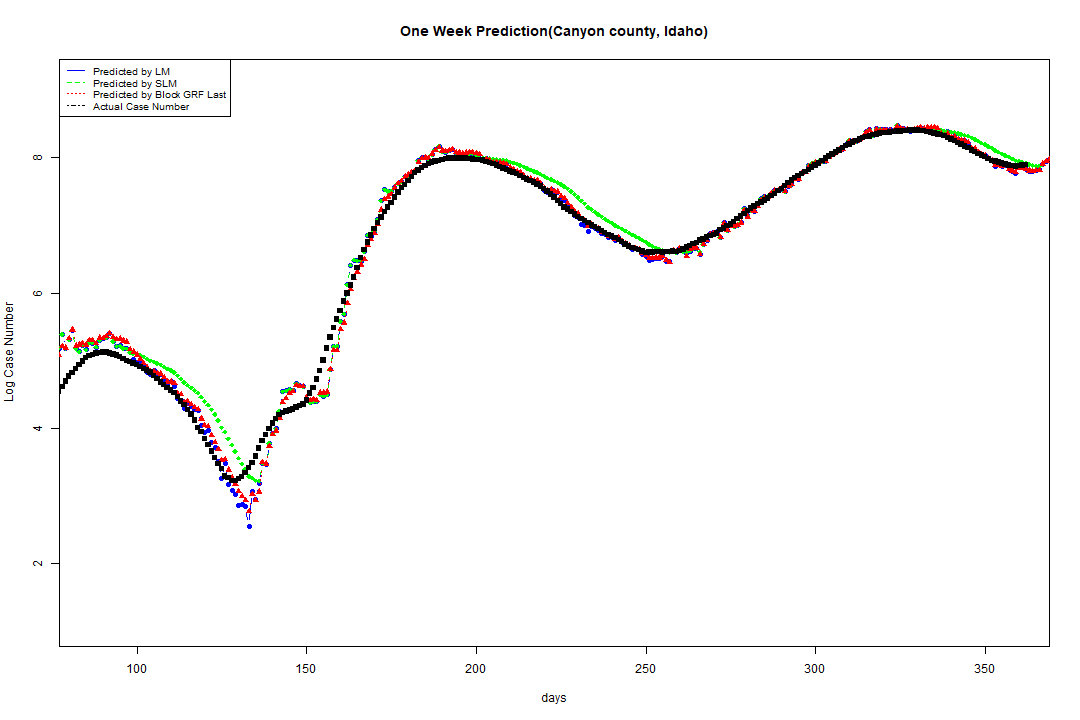 One Week Prediction(Canyon county, Idaho)
Predicted by LM
Predicted by SLM
Predicted by Block GRF Last
Actual Case Number
8
6
4
2
Log Case Number
100 150 200 250 300 350
days